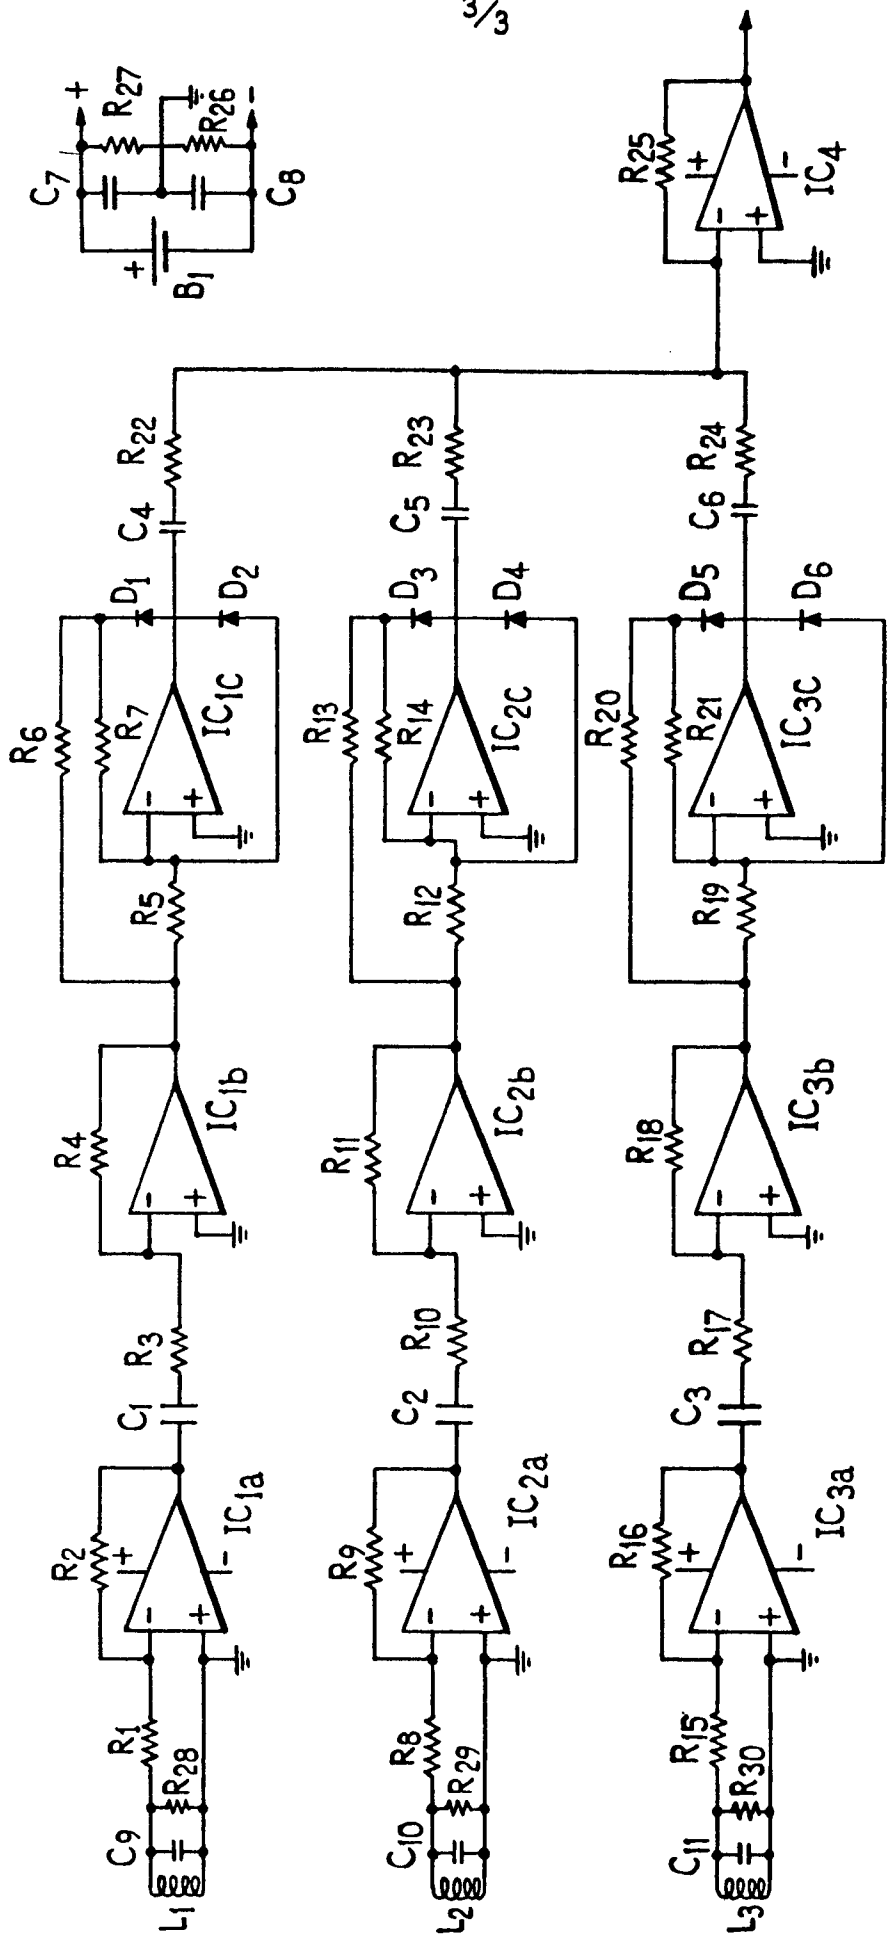 3/3
C7
R27
+
R26
-
C8
+
B1
R25
+
-
-
+
IC4
R22
C4
D1
D2
R6
R7
IC1C
-
+
R5
R4
IC1b
-
+
R3
C1
R2
+
-
IC1a
-
+
R1
R28
C9
L1
R23
C5
D3
D4
R13
R14
IC2C
-
+
R12
R11
IC2b
-
+
R10
C2
R9
+
-
IC2a
-
+
R8
R29
C10
L2
R24
C6
D5
D6
R20
R21
IC3C
-
+
R19
R18
IC3b
-
+
R17
C3
R16
+
-
IC3a
-
+
R15
R30
C11
L3